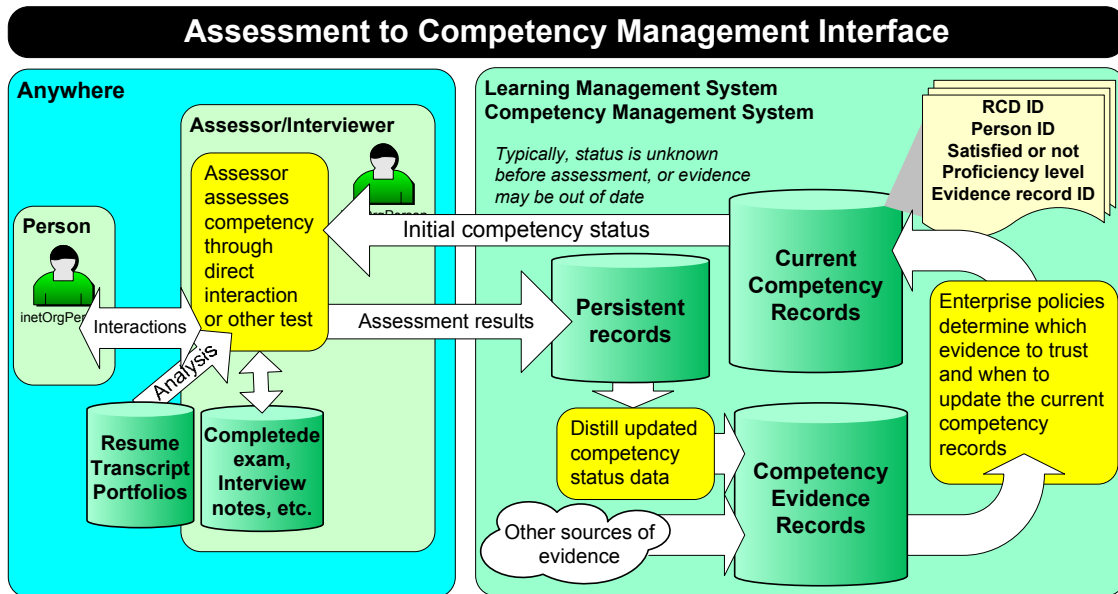 Assessment to Competency Management Interface
Anywhere
Assessor/Interviewer
Assessor
assesses
competency
through
direct
interaction
or other test
Person
inetOrgPer
Interactions
Analysis
Resume
Transcript
Portfolios
Completede
exam,
Interview
notes, etc.
Learning Management System
Competency Management System
Typically, status is unknown
before assessment, or evidence
may be out of date
RCD ID
Person ID
Satisfied or not
Proficiency level
Evidence record ID
Initial competency status
Current
Competency
Records
Assessment results
Persistent
records
Enterprise policies
determine which
evidence to trust
and when to
update the current
competency
records
Distill updated
competency
status data
Competency
Evidence
Records
Other sources of
evidence